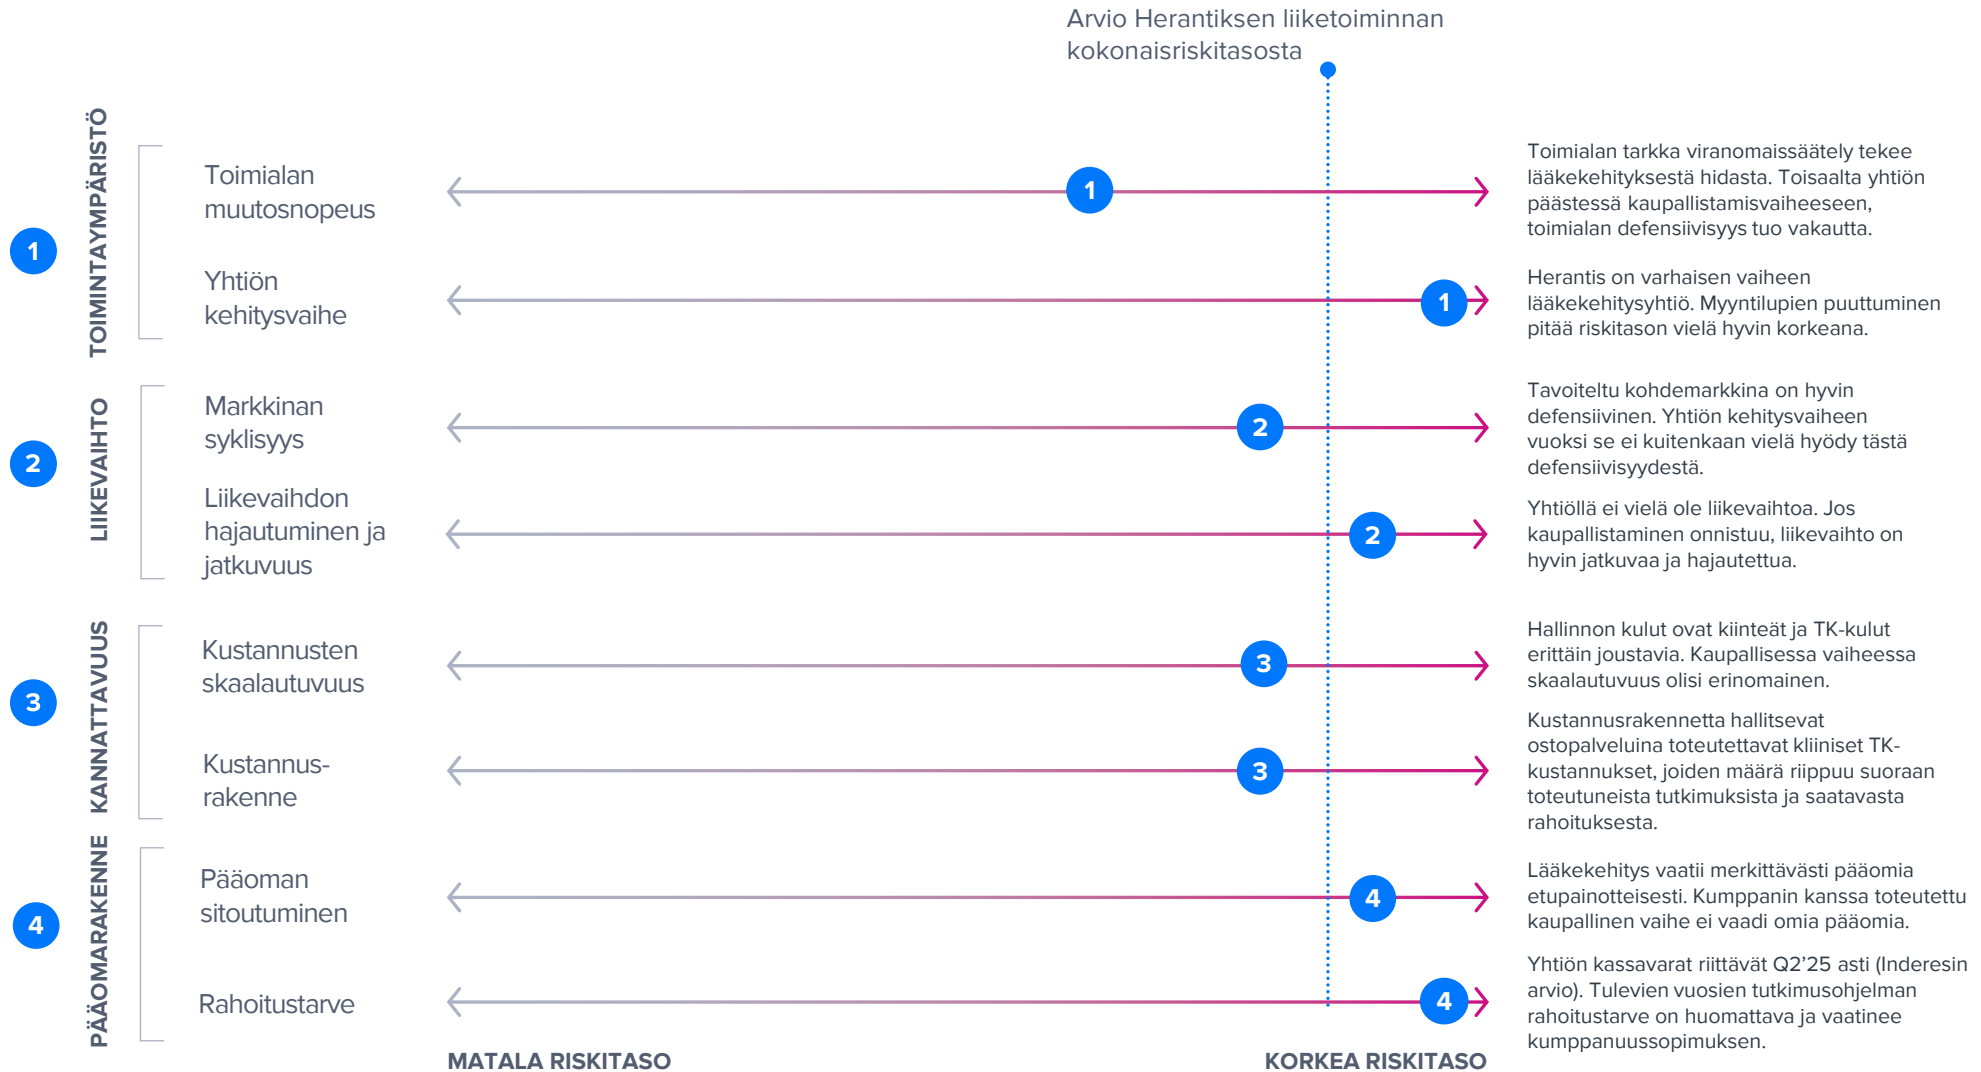 Arvio Herantiksen liiketoiminnan
kokonaisriskitasosta
1
TOIMINTAYMPÄRISTÖ
Toimialan
muutosnopeus
1
Toimialan tarkka viranomaissäätely tekee
lääkekehityksestä hidasta. Toisaalta yhtiön
päästessä kaupallistamisvaiheeseen,
toimialan defensiivisyys tuo vakautta.
Yhtiön
kehitysvaihe
1
Herantis on varhaisen vaiheen
lääkekehitysyhtiö. Myyntilupien puuttuminen
pitää riskitason vielä hyvin korkeana.
2
LIIKEVAIHTO
Markkinan
syklisyys
2
Tavoiteltu kohdemarkkina on hyvin
defensiivinen. Yhtiön kehitysvaiheen
vuoksi se ei kuitenkaan vielä hyödy tästä
defensiivisyydestä.
Liikevaihdon
hajautuminen ja
jatkuvuus
2
Yhtiöllä ei vielä ole liikevaihtoa. Jos
kaupallistaminen onnistuu, liikevaihto on
hyvin jatkuvaa ja hajautettua.
3
KANNATTAVUUS
Kustannusten
skaalautuvuus
3
Hallinnon kulut ovat kiinteät ja TK-kulut
erittäin joustavia. Kaupallisessa vaiheessa
skaalautuvuus olisi erinomainen.
Kustannus-
rakenne
3
Kustannusrakennetta hallitsevat
ostopalveluina toteutettavat kliiniset TK-
kustannukset, joiden määrä riippuu suoraan
toteutuneista tutkimuksista ja saatavasta
rahoituksesta.
4
PÄÄOMARAKENNE
Pääoman
sitoutuminen
4
Lääkekehitys vaatii merkittävästi pääomia
etupainotteisesti. Kumppanin kanssa toteutettu
kaupallinen vaihe ei vaadi omia pääomia.
Rahoitustarve
4
Yhtiön kassavarat riittävät Q2’25 asti (Inderesin
arvio). Tulevien vuosien tutkimusohjelman
rahoitustarve on huomattava ja vaatinee
kumppanuussopimuksen.
MATALA RISKITASO
KORKEA RISKITASO